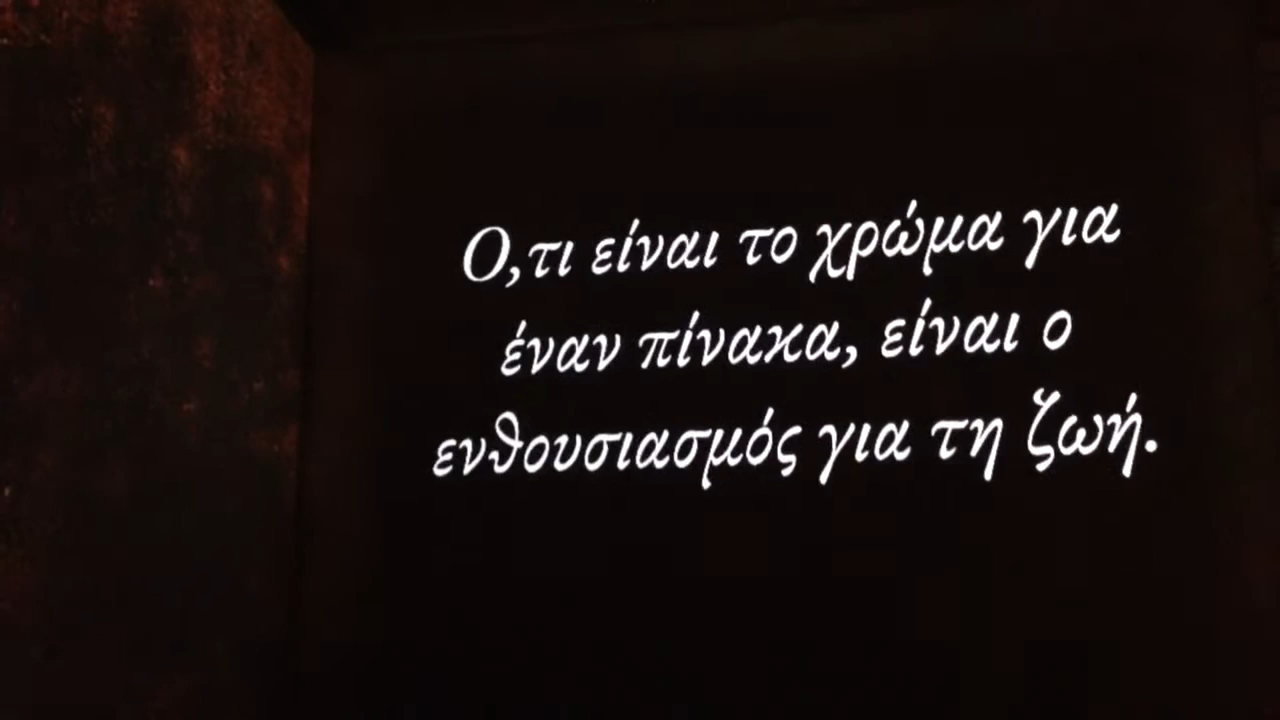 Ο,τι είναι το χρώμα για
έναν πίνακα, είναι ο
ενθουσιασμός για τη ζωή.